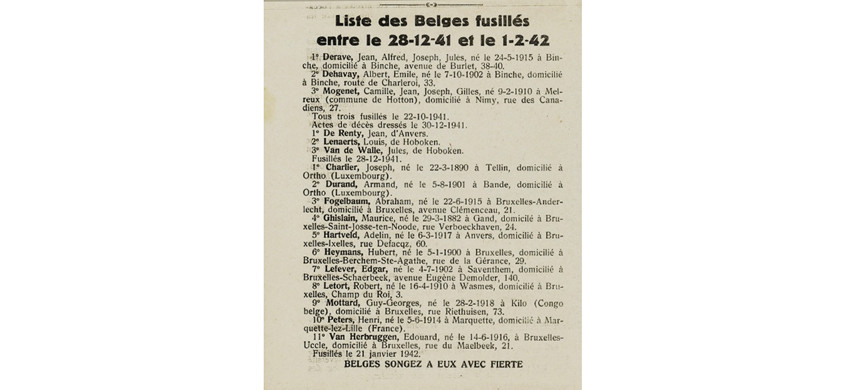 Liste des Belges fusillés
entre le 28-12-41 et le 1-2-42
1° Derave, Jean, Alfred, Joseph, Jules, né le 24-5-1915 à Bin-
che, domicilié à Binche, avenue de Burlet, 38-40.
2° Dehavay, Albert, Emile, né le 7-10-1902 à Binche, domicilié
à Binche, route de Charleroi, 33.
3° Mogenet, Camille, Jean, Joseph, Gilles, né 9-2-1910 à Mel-
reux (commune de Hotton), domicilié à Nimy, rue des Cana-
diens, 27.
Tous trois fusillés le 22-10-1941.
Actes de décès dressés le 30-12-1941.
1° De Renty, Jean, d'Anvers.
2° Lenaerts, Louis, de Hoboken.
3° Van de Walle, Jules, de Hoboken.
Fusillés le 28-12-1941.
1° Charlier, Joseph, né le 22-3-1890 à Tellin, domicilié à
Ortho (Luxembourg).
2° Durand, Armand, né le 5-8-1901 à Bande, domicilié à
Ortho (Luxembourg).
3° Fogelbaum, Abraham, né le 22-6-1915 à Bruxelles-Ander-
lecht, domicilié à Bruxelles, avenue Clémenceau, 21.
4° Ghislain, Maurice, né le 29-3-1882 à Gand, domicilié à Bru-
xelles-Saint-Josse-ten-Noode, rue Verboeckhaven, 24.
5° Hartveld, Adelin, né le 6-3-1917 à Anvers, domicilié à Bru-
xelles-Ixelles, rue Defacqz, 60.
6° Heymans, Hubert, né le 5-1-1900 à Bruxelles, domicilié à
Bruxelles-Berchem-Ste-Agathe, rue de la Gérance, 29.
7° Lefever, Edgar, né le 4-7-1902 à Saventhem, domicilié à
Bruxelles-Schaerbeek, avenue Eugène Demolder, 140.
8° Letort, Robert, né le 16-4-1910 à Wasmes, domicilié à Bru-
xelles, Champ du Roi, 3.
9° Mottard, Guy-Georges, né le 28-2-1918 à Kilo (Congo
belge), domicilié à Bruxelles, rue Riethuisen, 73.
10° Peters, Henri, né le 5-6-1914 à Marquette, domicilié à Mar-
quette-lez-Lille (France).
11° Van Herbruggen, Edouard, né le 14-6-1916, à Bruxelles-
Uccle, domicilié à Bruxelles, rue du Maelbeek, 21.
Fusillés le 21 janvier 1942.
BELGES SONGEZ A EUX AVEC FIERTE